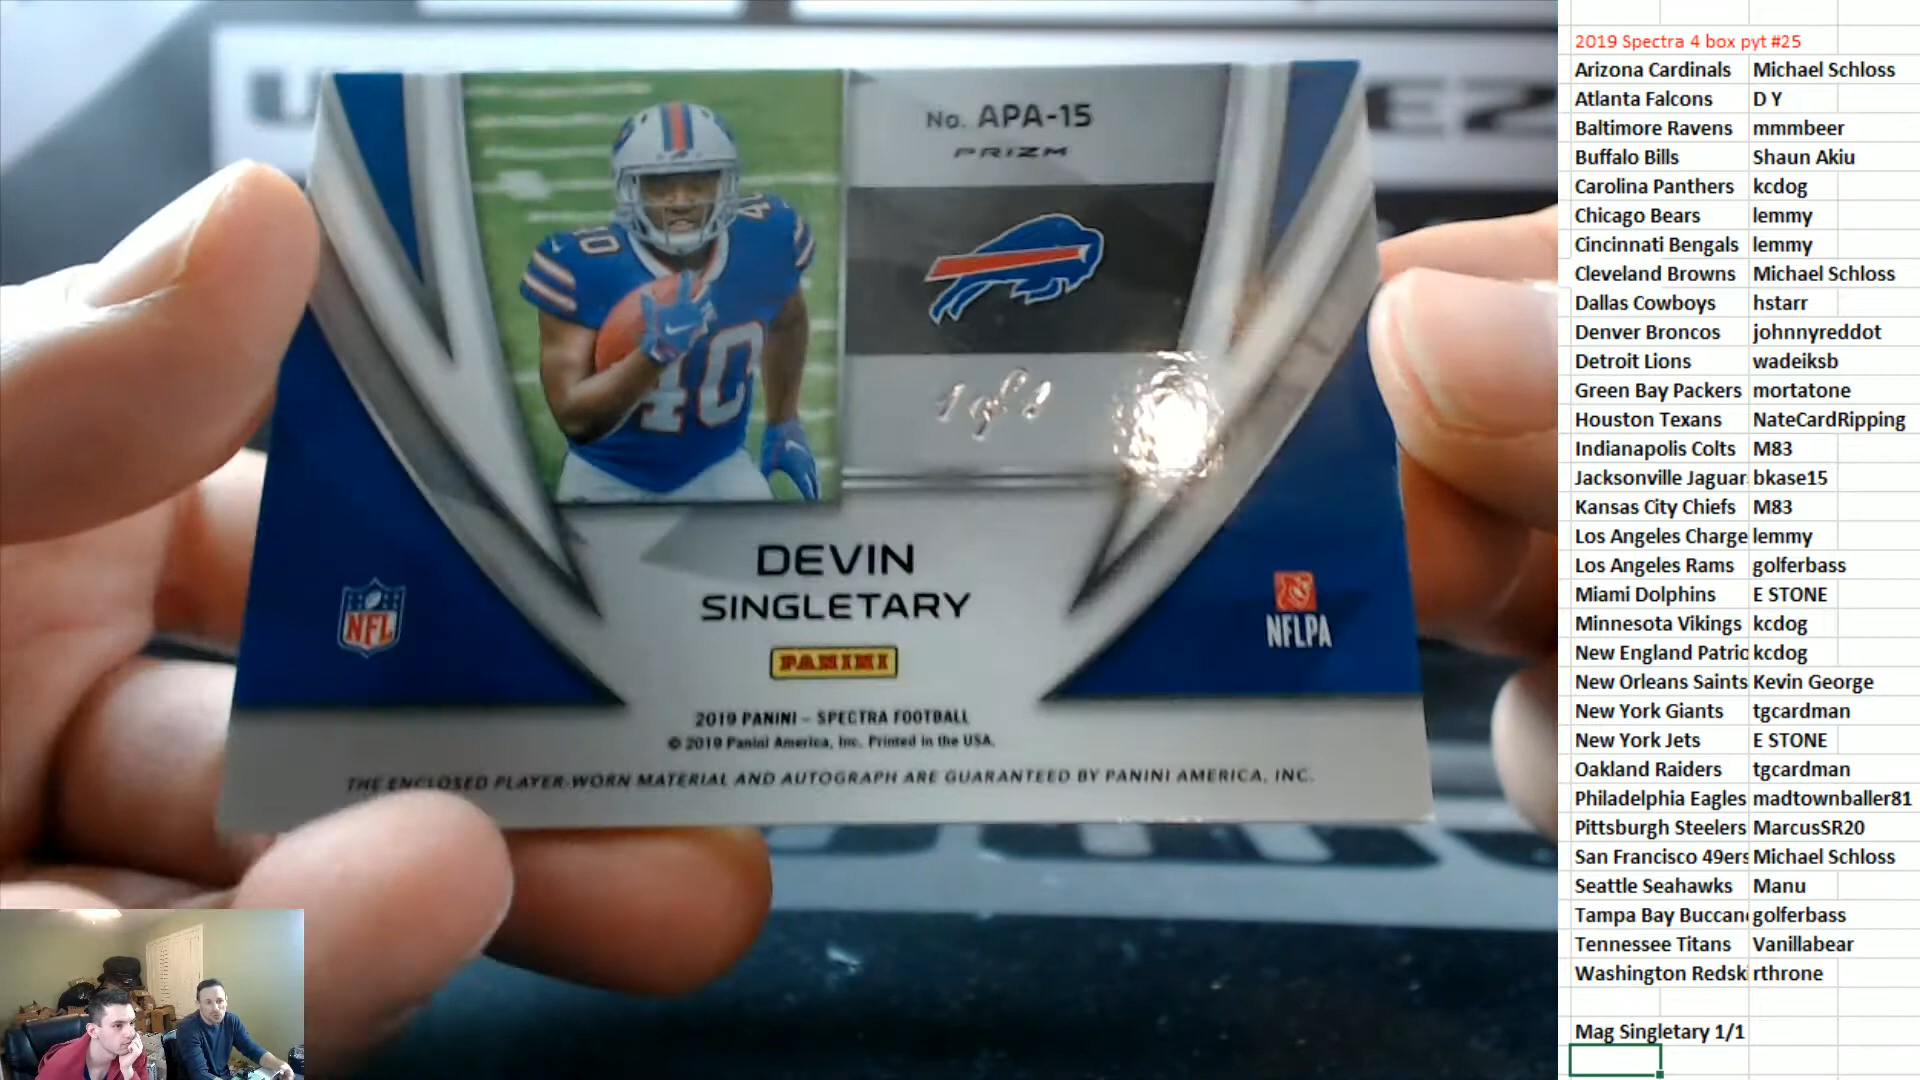 No. APA-15
PRIZM
40
40
1 of 1
DEVIN
SINGLETARY
NFL
NFLPA
PANINI
2019 PANINI – SPECTRA FOOTBALL
© 2019 Panini America, Inc. Printed in the USA.
THE ENCLOSED PLAYER-WORN MATERIAL AND AUTOGRAPH ARE GUARANTEED BY PANINI AMERICA, INC.
2019 Spectra 4 box pyt #25
Arizona Cardinals Michael Schloss
Atlanta Falcons D Y
Baltimore Ravens mmmbeer
Buffalo Bills Shaun Akiu
Carolina Panthers kcdog
Chicago Bears lemmy
Cincinnati Bengals lemmy
Cleveland Browns Michael Schloss
Dallas Cowboys hstarr
Denver Broncos johnnyreddot
Detroit Lions wadeiksb
Green Bay Packers mortatone
Houston Texans NateCardRipping
Indianapolis Colts M83
Jacksonville Jaguar bkase15
Kansas City Chiefs M83
Los Angeles Charge lemmy
Los Angeles Rams golferbass
Miami Dolphins E STONE
Minnesota Vikings kcdog
New England Patrio kcdog
New Orleans Saints Kevin George
New York Giants tgcardman
New York Jets E STONE
Oakland Raiders tgcardman
Philadelphia Eagles madtownballer81
Pittsburgh Steelers MarcusSR20
San Francisco 49ers Michael Schloss
Seattle Seahawks Manu
Tampa Bay Buccan golferbass
Tennessee Titans Vanillabear
Washington Redski rthrone
Mag Singletary 1/1